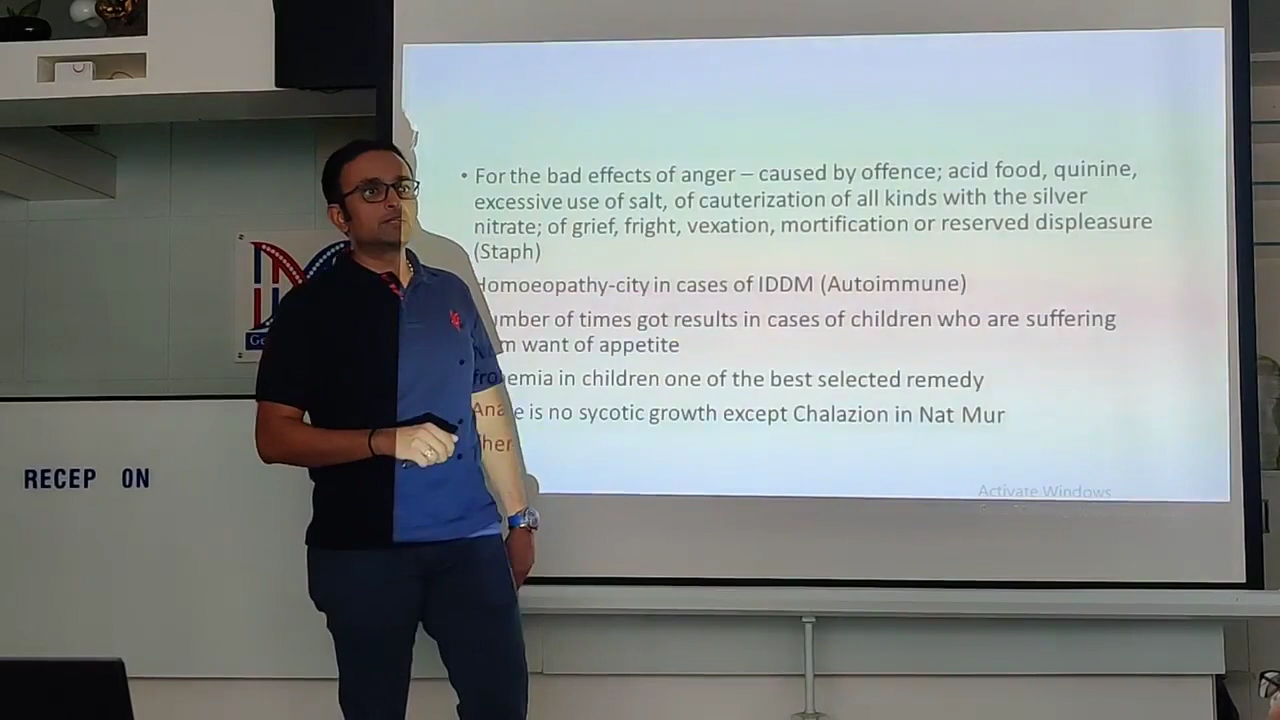 • For the bad effects of anger – caused by offence; acid food, quinine,
excessive use of salt, of cauterization of all kinds with the silver
nitrate; of grief, fright, vexation, mortification or reserved displeasure
(Staph)
Homoeopathy-city in cases of IDDM (Autoimmune)
umber of times got results in cases of children who are suffering
m want of appetite
fro emia in children one of the best selected remedy
Ana e is no sycotic growth except Chalazion in Nat Mur
ther
Activate Windows
RECEP ON